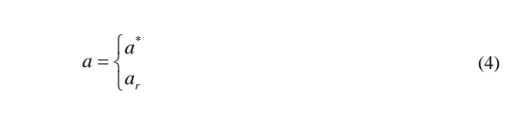 a = { a*
a_r
(4)